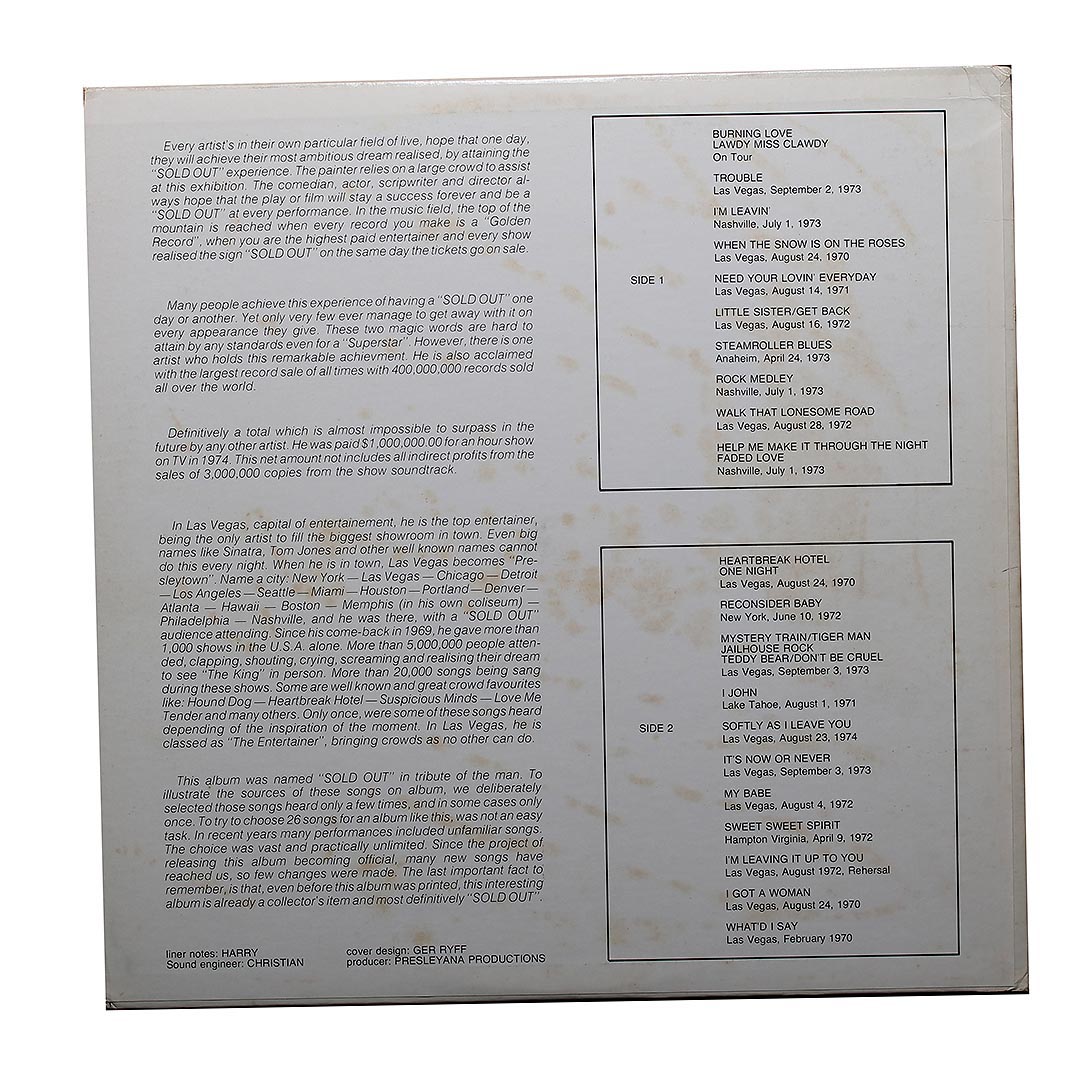 Every artist's in their own particular field of live, hope that one day,
they will achieve their most ambitious dream realised, by attaining the
"SOLD OUT" experience. The painter relies on a large crowd to assist
at this exhibition. The comedian, actor, scripwriter and director al-
ways hope that the play or film will stay a success forever and be a
"SOLD OUT" at every performance. In the music field, the top of the
mountain is reached when every record you make is a "Golden
Record", when you are the highest paid entertainer and every show
realised the sign "SOLD OUT" on the same day the tickets go on sale.
Many people achieve this experience of having a "SOLD OUT" one
day or another. Yet only very few ever manage to get away with it on
every appearance they give. These two magic words are hard to
attain by any standards even for a "Superstar". However, there is one
artist who holds this remarkable achievment. He is also acclaimed
with the largest record sale of all times with 400,000,000 records sold
all over the world.
Definitively a total which is almost impossible to surpass in the
future by any other artist. He was paid $1,000,000.00 for an hour show
on TV in 1974. This net amount not includes all indirect profits from the
sales of 3,000,000 copies from the show soundtrack.
In Las Vegas, capital of entertainement, he is the top entertainer,
being the only artist to fill the biggest showroom in town. Even big
names like Sinatra, Tom Jones and other well known names cannot
do this every night. When he is in town, Las Vegas becomes "Pre-
sleytown". Name a city: New York — Las Vegas — Chicago — Detroit
— Los Angeles — Seattle — Miami — Houston — Portland — Denver —
Atlanta — Hawaii — Boston — Memphis (in his own coliseum) —
Philadelphia — Nashville, and he was there, with a "SOLD OUT"
audience attending. Since his come-back in 1969, he gave more than
1,000 shows in the U.S.A. alone. More than 5,000,000 people atten-
ded, clapping, shouting, crying, screaming and realising their dream
to see "The King" in person. More than 20,000 songs being sang
during these shows. Some are well known and great crowd favourites
like: Hound Dog — Heartbreak Hotel — Suspicious Minds — Love Me
Tender and many others. Only once, were some of these songs heard
depending of the inspiration of the moment. In Las Vegas, he is
classed as "The Entertainer", bringing crowds as no other can do.
This album was named "SOLD OUT" in tribute of the man. To
illustrate the sources of these songs on album, we deliberately
selected those songs heard only a few times, and in some cases only
once. To try to choose 26 songs for an album like this, was not an easy
task. In recent years many performances included unfamiliar songs.
The choice was vast and practically unlimited. Since the project of
releasing this album becoming official, many new songs have
reached us, so few changes were made. The last important fact to
remember, is that, even before this album was printed, this interesting
album is already a collector's item and most definitively "SOLD OUT".
liner notes: HARRY
Sound engineer: CHRISTIAN
cover design: GER RYFF
producer: PRESLEYANA PRODUCTIONS
SIDE 1
BURNING LOVE
LAWDY MISS CLAWDY
On Tour
TROUBLE
Las Vegas, September 2, 1973
I'M LEAVIN'
Nashville, July 1, 1973
WHEN THE SNOW IS ON THE ROSES
Las Vegas, August 24, 1970
NEED YOUR LOVIN' EVERYDAY
Las Vegas, August 14, 1971
LITTLE SISTER/GET BACK
Las Vegas, August 16, 1972
STEAMROLLER BLUES
Anaheim, April 24, 1973
ROCK MEDLEY
Nashville, July 1, 1973
WALK THAT LONESOME ROAD
Las Vegas, August 28, 1972
HELP ME MAKE IT THROUGH THE NIGHT
FADED LOVE
Nashville, July 1, 1973
SIDE 2
HEARTBREAK HOTEL
ONE NIGHT
Las Vegas, August 24, 1970
RECONSIDER BABY
New York, June 10, 1972
MYSTERY TRAIN/TIGER MAN
JAILHOUSE ROCK
TEDDY BEAR/DON'T BE CRUEL
Las Vegas, September 3, 1973
I JOHN
Lake Tahoe, August 1, 1971
SOFTLY AS I LEAVE YOU
Las Vegas, August 23, 1974
IT'S NOW OR NEVER
Las Vegas, September 3, 1973
MY BABE
Las Vegas, August 4, 1972
SWEET SWEET SPIRIT
Hampton Virginia, April 9, 1972
I'M LEAVING IT UP TO YOU
Las Vegas, August 1972, Rehersal
I GOT A WOMAN
Las Vegas, August 24, 1970
WHAT'D I SAY
Las Vegas, February 1970